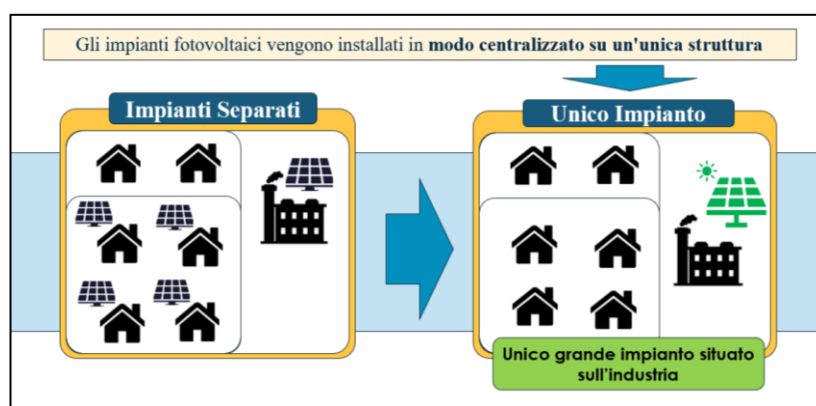 Gli impianti fotovoltaici vengono installati in modo centralizzato su un'unica struttura
Impianti Separati
Unico Impianto
Unico grande impianto situato
sull'industria